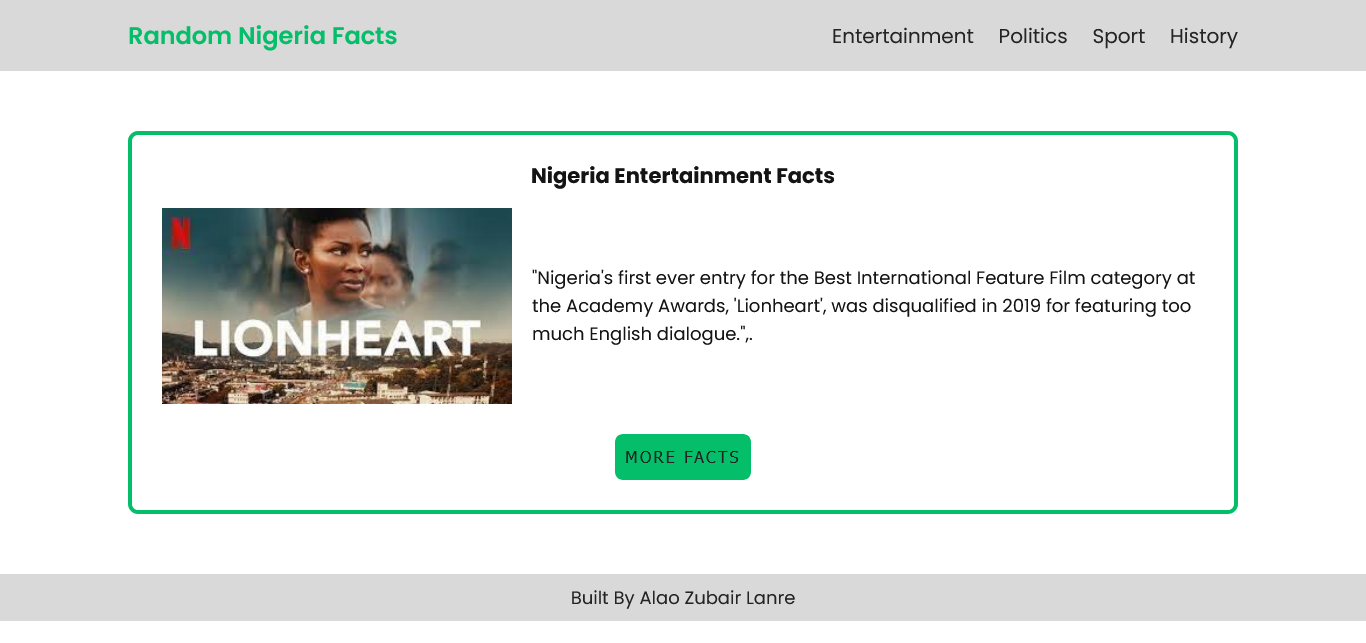 Random Nigeria Facts
Entertainment Politics Sport History
Nigeria Entertainment Facts
N
LIONHEART
"Nigeria's first ever entry for the Best International Feature Film category at
the Academy Awards, 'Lionheart', was disqualified in 2019 for featuring too
much English dialogue.",.
MORE FACTS
Built By Alao Zubair Lanre